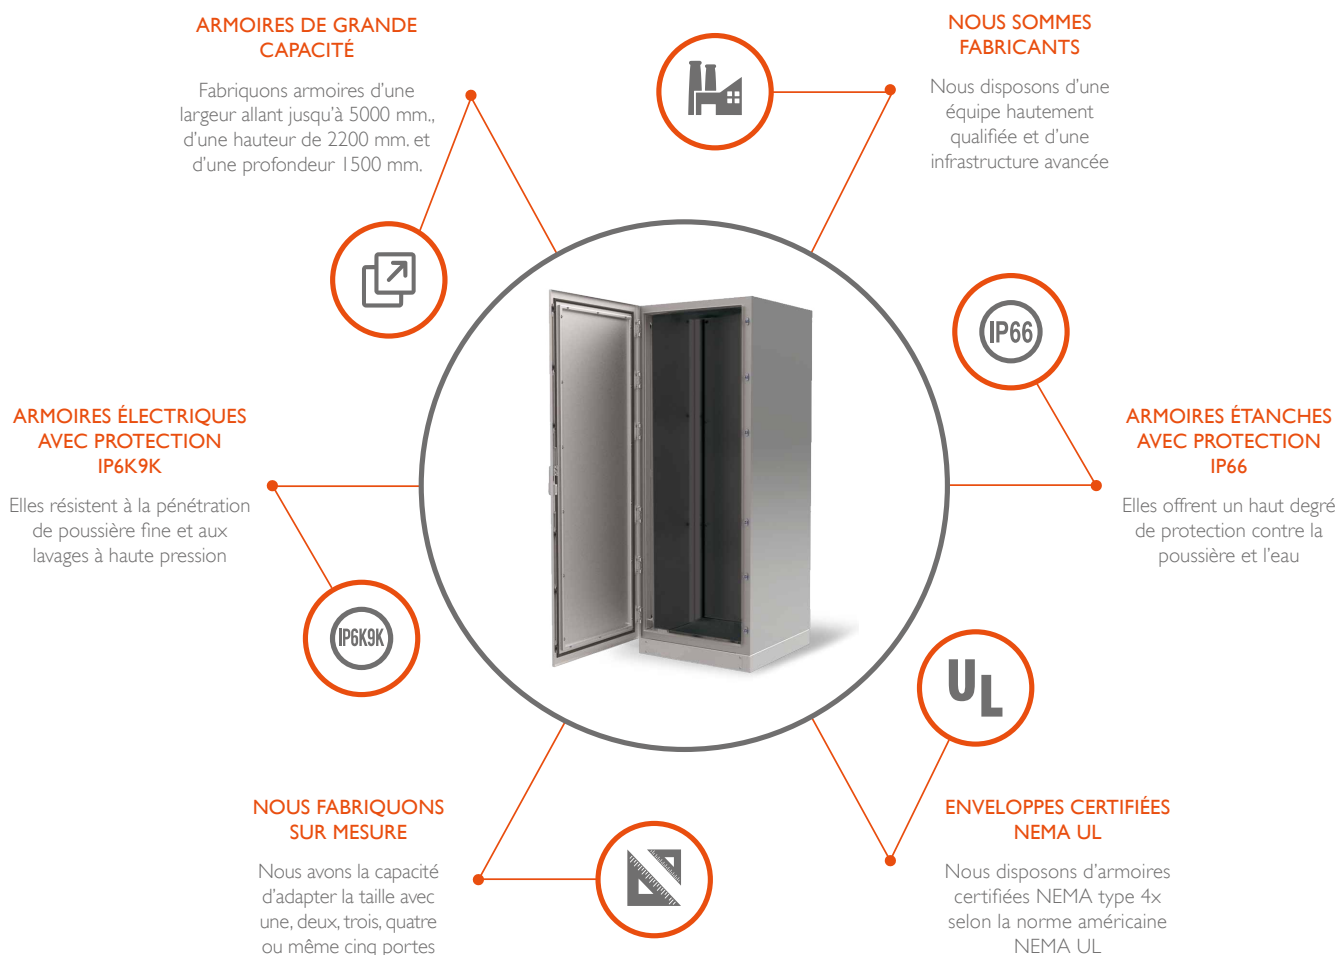 ARMOIRES DE GRANDE
CAPACITÉ
Fabriquons armoires d'une
largeur allant jusqu'à 5000 mm.,
d'une hauteur de 2200 mm. et
d'une profondeur 1500 mm.
NOUS SOMMES
FABRICANTS
Nous disposons d'une
équipe hautement
qualifiée et d'une
infrastructure avancée
IP66
ARMOIRES ÉLECTRIQUES
AVEC PROTECTION
IP6K9K
Elles résistent à la pénétration
de poussière fine et aux
lavages à haute pression
ARMOIRES ÉTANCHES
AVEC PROTECTION
IP66
Elles offrent un haut degré
de protection contre la
poussière et l'eau
IP6K9K
UL
NOUS FABRIQUONS
SUR MESURE
Nous avons la capacité
d'adapter la taille avec
une, deux, trois, quatre
ou même cinq portes
ENVELOPPES CERTIFIÉES
NEMA UL
Nous disposons d'armoires
certifiées NEMA type 4x
selon la norme américaine
NEMA UL